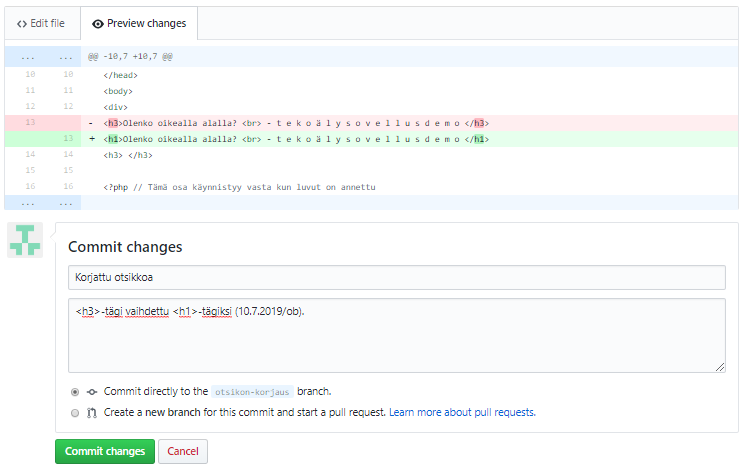 <> Edit file Preview changes
... ... @@ -10,7 +10,7 @@
10 10 </head>
11 11 <body>
12 12 <div>
13 - <h3>Olenko oikealla alalla? <br> - t e k o ä l y s o v e l l u s d e m o </h3>
13 + <h1>Olenko oikealla alalla? <br> - t e k o ä l y s o v e l l u s d e m o </h1>
14 14 <h3> </h3>
15 15
16 16 <?php // Tämä osa käynnistyy vasta kun luvut on annettu
... ...
Commit changes
Korjattu otsikkoa
<h3>-tägi vaihdettu <h1>-tägiksi (10.7.2019/ob).
Commit directly to the otsikon-korjaus branch.
Create a new branch for this commit and start a pull request. Learn more about pull requests.
Commit changes Cancel